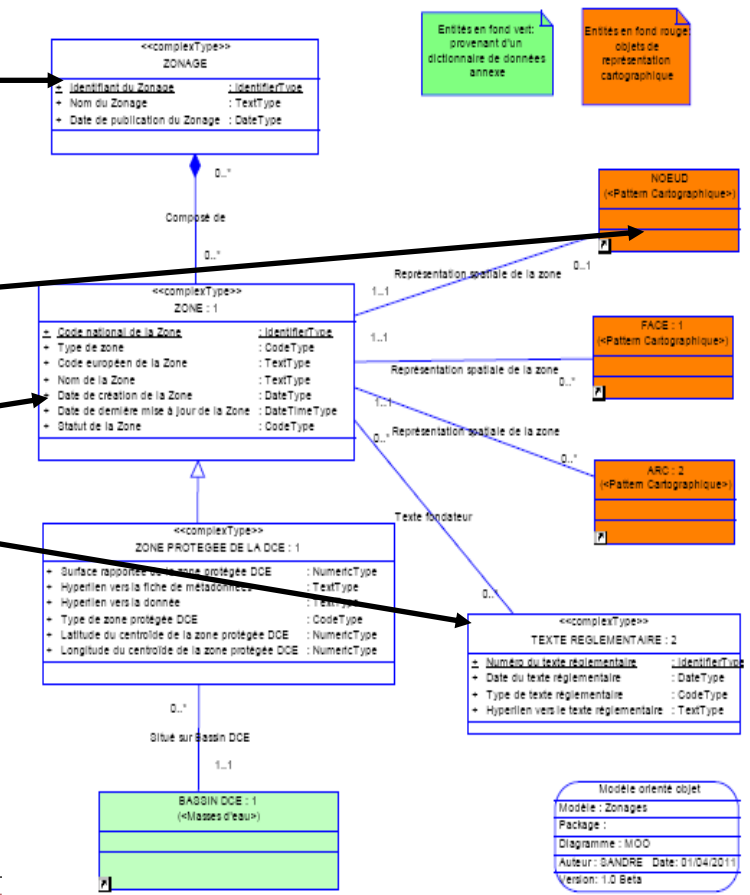 Entités en fond vert:
provenant d'un
dictionnaire de données
annexe
Entités en fond rouge:
objets de
représentation
cartographique
<<complexType>>
ZONAGE
+ Identifiant du Zonage : IdentifierType
+ Nom du Zonage : TextType
+ Date de publication du Zonage : DateType
0..*
Composé de
0..*
NOEUD
(<Pattern Cartographique>)
0..1
Représentation spatiale de la zone
1..1
<<complexType>>
ZONE : 1
+ Code national de la Zone : IdentifierType
+ Type de zone : CodeType
+ Code européen de la Zone : TextType
+ Nom de la Zone : TextType
+ Date de création de la Zone : DateType
+ Date de dernière mise à jour de la Zone : DateTimeType
+ Statut de la Zone : CodeType
1..1
Représentation spatiale de la zone
0..*
FACE : 1
(<Pattern Cartographique>)
1..1
0..*
Représentation spatiale de la zone
0..*
ARC : 2
(<Pattern Cartographique>)
Texte fondateur
0..*
<<complexType>>
ZONE PROTEGEE DE LA DCE : 1
+ Surface rapportée de la zone protégée DCE : NumericType
+ Hyperlien vers la fiche de métadonnées : TextType
+ Hyperlien vers la donnée : TextType
+ Type de zone protégée DCE : CodeType
+ Latitude du centroïde de la zone protégée DCE : NumericType
+ Longitude du centroïde de la zone protégée DCE : NumericType
<<complexType>>
TEXTE REGLEMENTAIRE : 2
+ Numéro du texte réglementaire : IdentifierType
+ Date du texte réglementaire : DateType
+ Type de texte réglementaire : CodeType
+ Hyperlien vers le texte réglementaire : TextType
0..*
Situé sur Bassin DCE
1..1
BASSIN DCE : 1
(<Masses d'eau>)
Modèle orienté objet
Modèle : Zonages
Package :
Diagramme : MOO
Auteur : SANDRE Date: 01/04/2011
Version: 1.0 Beta